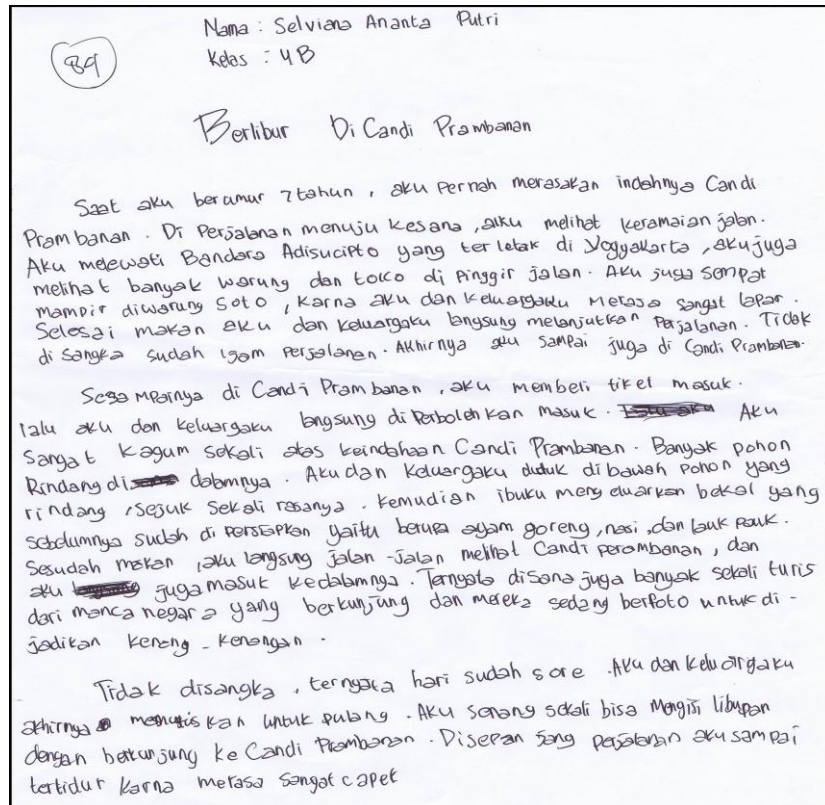 Nama : Selviana Ananta Putri
89
Kelas : 4B
Berlibur Di Candi Prambanan
Saat aku berumur 7 tahun , aku Pernah merasakan indahnya Candi
Prambanan . Di Perjalanan menuju kesana , aku melihat keramaian jalan.
Aku melewati Bandara Adisucipto yang terletak di Yogyakarta , aku juga
melihat banyak warung dan toko di Pinggir jalan . Aku juga sempat
mampir diwarung Soto , karna aku dan keluargaku Merasa sangat lapar .
Selesai makan aku dan keluargaku langsung melanjutkan Perjalanan . Tidak
di sangka sudah 1 jam perjalanan . Akhirnya aku sampai juga di Candi Prambanan.
Sesampainya di Candi Prambanan , aku membeli tiket masuk .
lalu aku dan keluargaku langsung di Perbolehkan masuk . Aku
Sangat kagum sekali atas keindahaan Candi Prambanan . Banyak pohon
Rindang di dalamnya . Aku dan Keluargaku duduk dibawah pohon yang
rindang , sejuk sekali rasanya . kemudian ibuku mengeluarkan bekal yang
sebelumnya sudah di persiapkan yaitu berupa ayam goreng , nasi , dan lauk pauk .
Sesudah makan , aku langsung jalan - jalan melihat Candi perambanan , dan
aku juga masuk kedalamnya . Ternyata disana juga banyak sekali turis
dari manca negara yang berkunjung dan mereka sedang berfoto untuk di -
jadikan kenang - kenangan .
Tidak disangka , ternyata hari sudah sore . Aku dan keluargaku
akhirnya memutiskan untuk pulang . Aku senang sekali bisa Mengisi libupan
dengan berkunjung ke Candi Prambanan . Disepanjang perjalanan aku sampai
tertidur karna merasa sangat capek